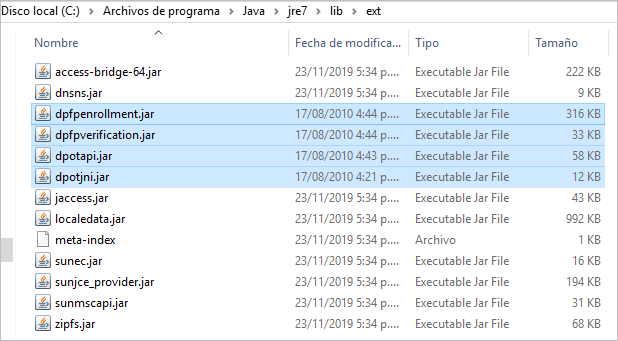 Disco local (C:) > Archivos de programa > Java > jre7 > lib > ext
Nombre Fecha de modifica... Tipo Tamaño
access-bridge-64.jar 23/11/2019 5:34 p.... Executable Jar File 222 KB
dnsns.jar 23/11/2019 5:34 p.... Executable Jar File 9 KB
dpfpenrollment.jar 17/08/2010 4:44 p.... Executable Jar File 316 KB
dpfpverification.jar 17/08/2010 4:44 p.... Executable Jar File 33 KB
dpotapi.jar 17/08/2010 4:43 p.... Executable Jar File 58 KB
dpotjni.jar 17/08/2010 4:21 p.... Executable Jar File 12 KB
jaccess.jar 23/11/2019 5:34 p.... Executable Jar File 43 KB
localedata.jar 23/11/2019 5:34 p.... Executable Jar File 992 KB
meta-index 23/11/2019 5:34 p.... Archivo 1 KB
sunec.jar 23/11/2019 5:34 p.... Executable Jar File 16 KB
sunjce_provider.jar 23/11/2019 5:34 p.... Executable Jar File 194 KB
sunmscapi.jar 23/11/2019 5:34 p.... Executable Jar File 31 KB
zipfs.jar 23/11/2019 5:34 p.... Executable Jar File 68 KB